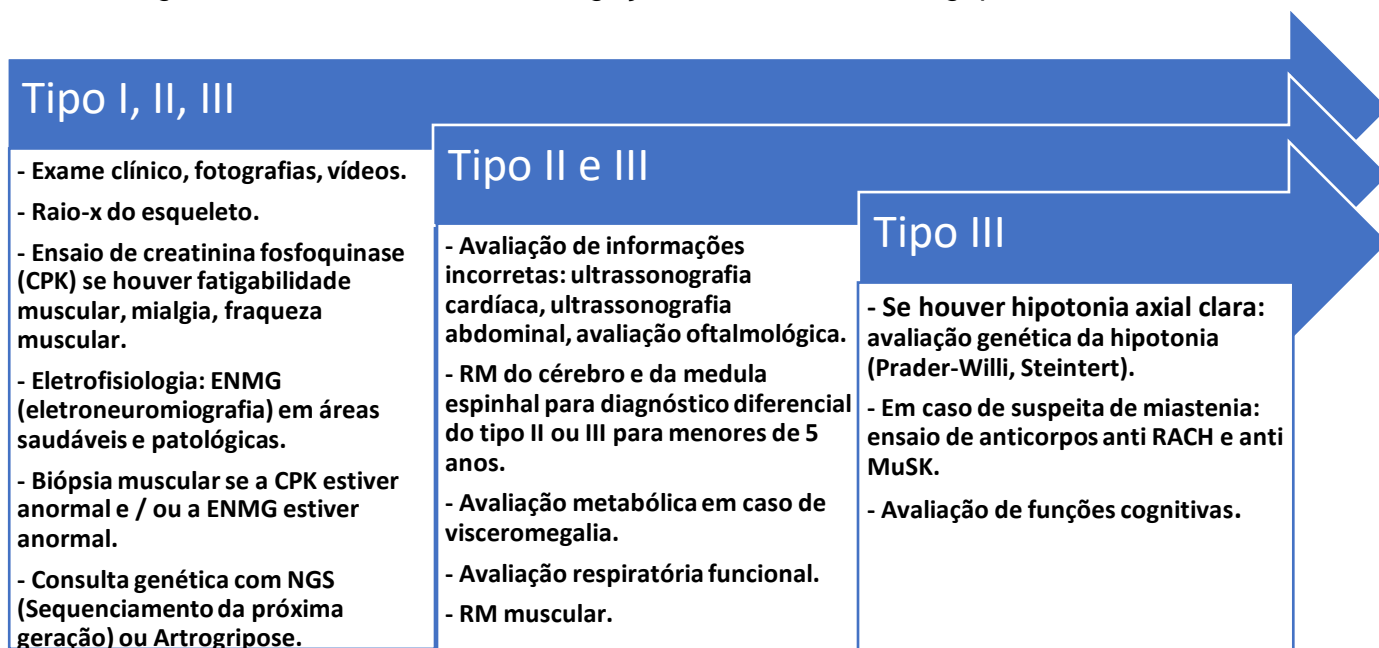 Tipo I, II, III
- Exame clínico, fotografias, vídeos.
- Raio-x do esqueleto.
- Ensaio de creatinina fosfoquinase
(CPK) se houver fatigabilidade
muscular, mialgia, fraqueza
muscular.
- Eletrofisiologia: ENMG
(eletroneuromiografia) em áreas
saudáveis e patológicas.
- Biópsia muscular se a CPK estiver
anormal e / ou a ENMG estiver
anormal.
- Consulta genética com NGS
(Sequenciamento da próxima
geração) ou Artrogripose.
Tipo II e III
- Avaliação de informações
incorretas: ultrassonografia
cardíaca, ultrassonografia
abdominal, avaliação oftalmológica.
- RM do cérebro e da medula
espinhal para diagnóstico diferencial
do tipo II ou III para menores de 5
anos.
- Avaliação metabólica em caso de
visceromegalia.
- Avaliação respiratória funcional.
- RM muscular.
Tipo III
- Se houver hipotonia axial clara:
avaliação genética da hipotonia
(Prader-Willi, Steintert).
- Em caso de suspeita de miastenia:
ensaio de anticorpos anti RACH e anti
MuSK.
- Avaliação de funções cognitivas.